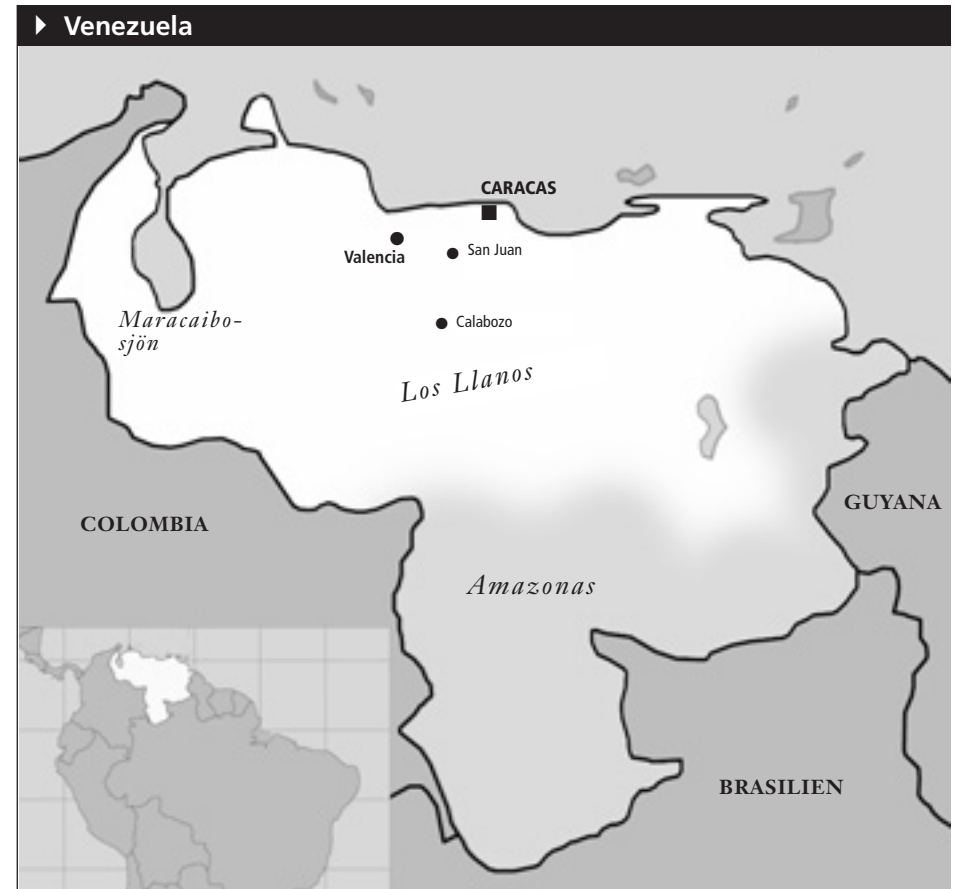 Venezuela
CARACAS
Valencia
San Juan
Maracaibo-
sjön
Calabozo
Los Llanos
COLOMBIA
GUYANA
Amazonas
BRASILIEN